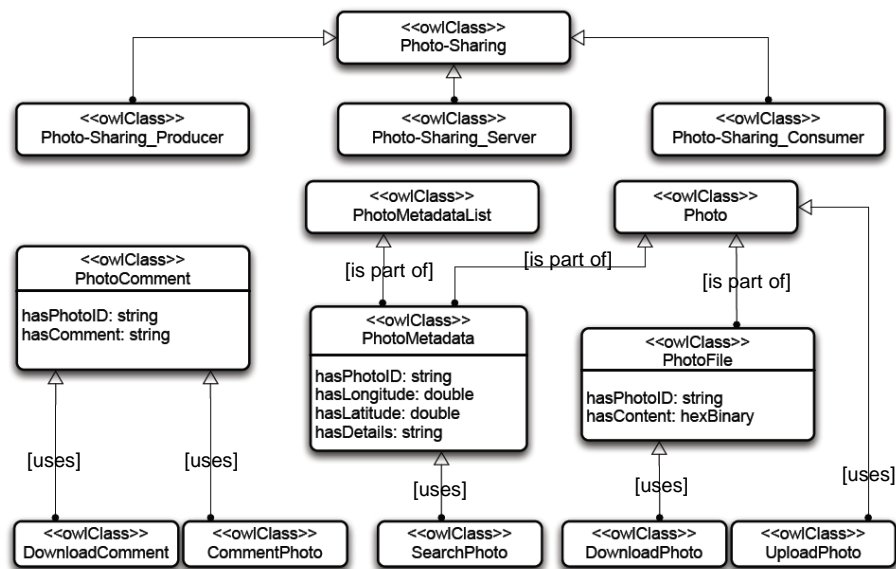 <<owlClass>>
Photo-Sharing
<<owlClass>>
Photo-Sharing_Producer
<<owlClass>>
Photo-Sharing_Server
<<owlClass>>
Photo-Sharing_Consumer
<<owlClass>>
PhotoMetadataList
<<owlClass>>
Photo
<<owlClass>>
PhotoComment
hasPhotoID: string
hasComment: string
[is part of]
[is part of]
[is part of]
<<owlClass>>
PhotoMetadata
hasPhotoID: string
hasLongitude: double
hasLatitude: double
hasDetails: string
<<owlClass>>
PhotoFile
hasPhotoID: string
hasContent: hexBinary
[uses]
[uses]
[uses]
[uses]
[uses]
<<owlClass>>
DownloadComment
<<owlClass>>
CommentPhoto
<<owlClass>>
SearchPhoto
<<owlClass>>
DownloadPhoto
<<owlClass>>
UploadPhoto